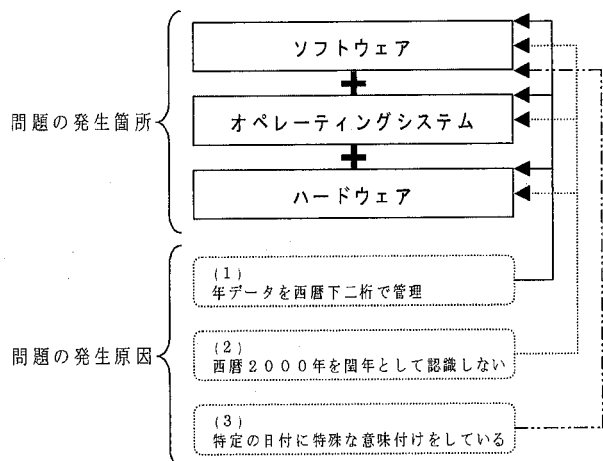 ソフトウェア
問題の発生箇所
オペレーティングシステム
ハードウェア
(1)
年データを西暦下二桁で管理
問題の発生原因
(2)
西暦2000年を閏年として認識しない
(3)
特定の日付に特殊な意味付けをしている